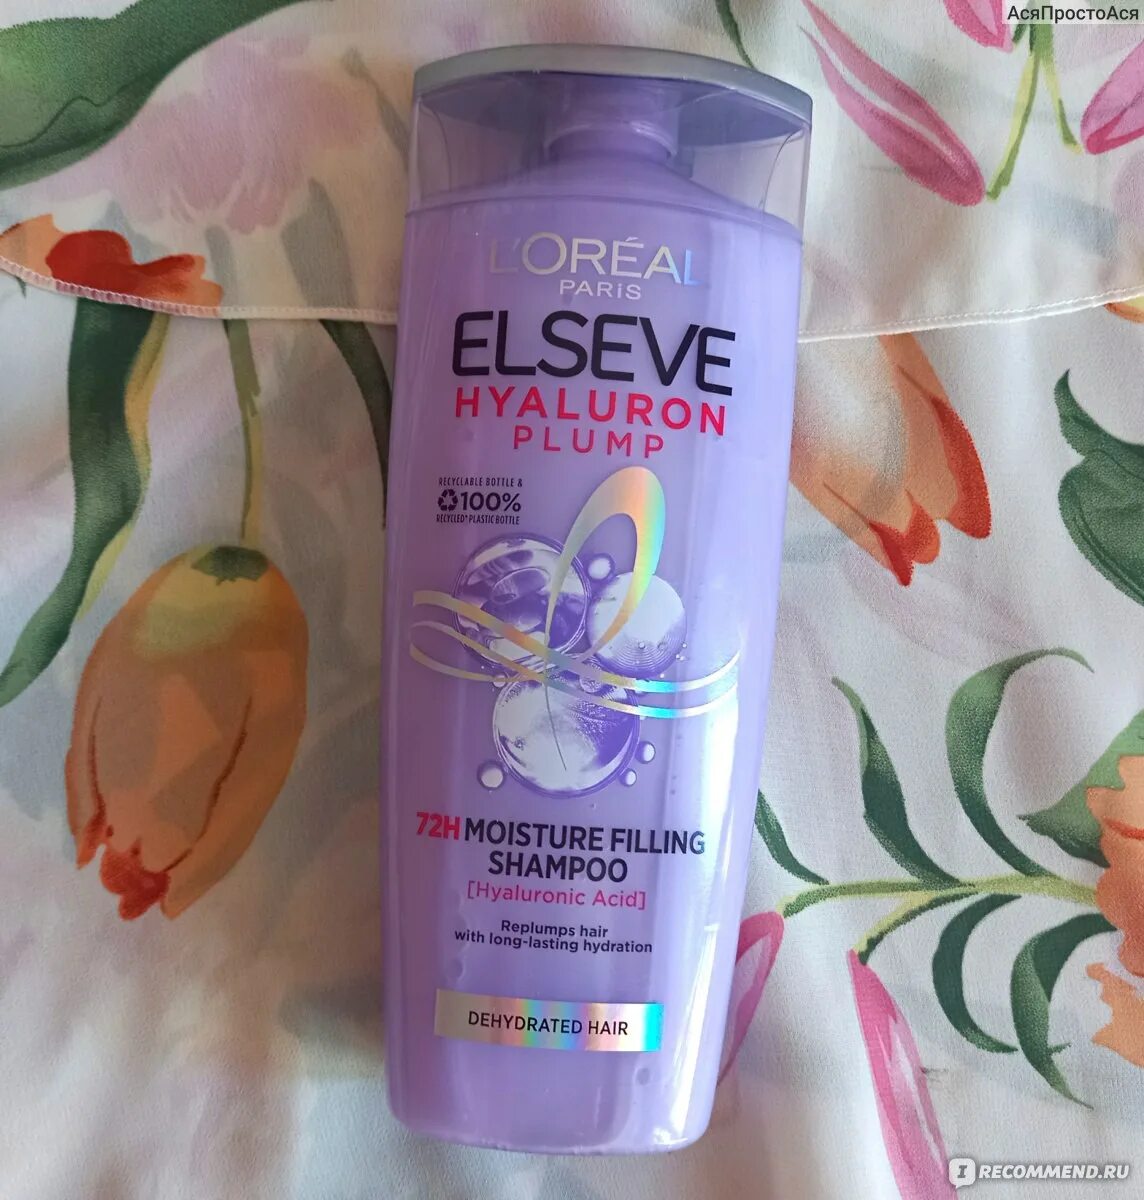 АсяПростоАся
L'ORÉAL
PARiS
ELSEVE
HYALURON
PLUMP
RECYCLABLE BOTTLE &
100%
RECYCLED* PLASTIC BOTTLE
72H MOISTURE FILLING
SHAMPOO
[Hyaluronic Acid]
Replumps hair
with long-lasting hydration
DEHYDRATED HAIR
I RECOMMEND.RU